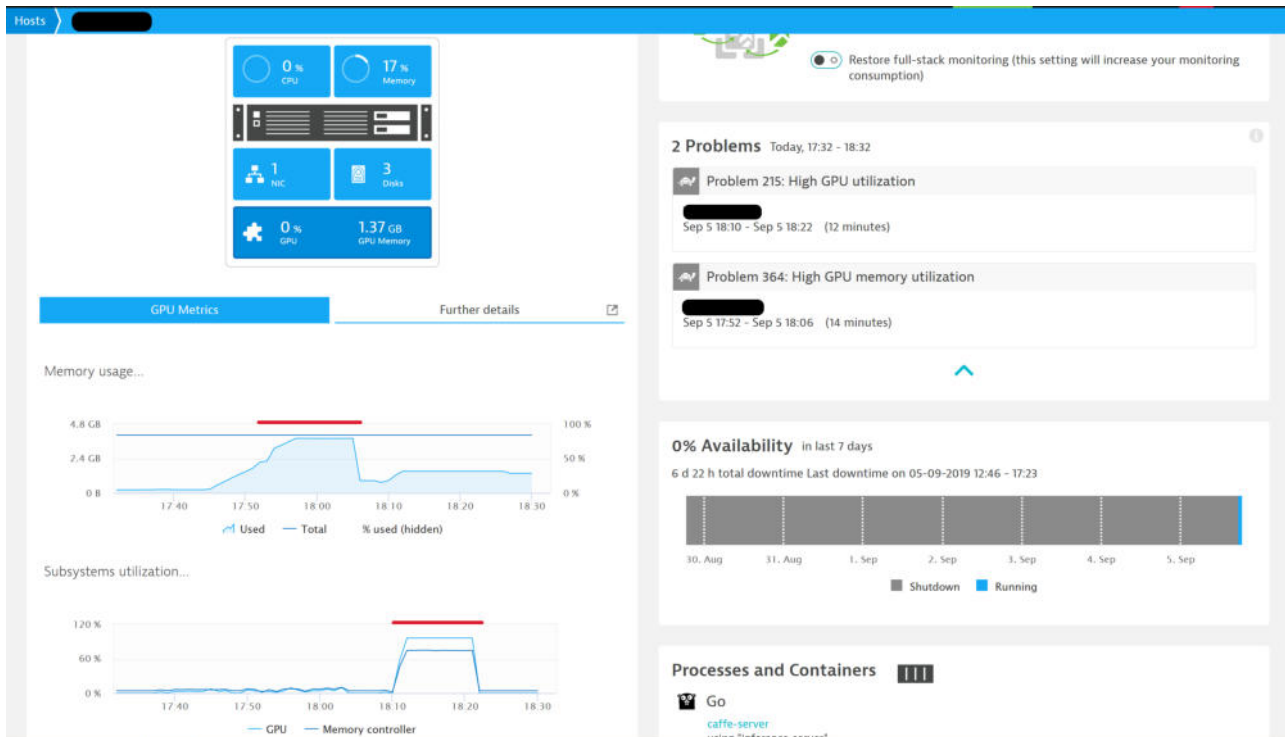 Hosts
0 %
CPU
17 %
Memory
1
NIC
3
Disks
0 %
GPU
1.37 GB
GPU Memory
GPU Metrics
Further details
Memory usage...
4.8 GB
2.4 GB
0 B
100 %
50 %
0 %
17:40
17:50
18:00
18:10
18:20
18:30
Used
Total
% used (hidden)
Subsystems utilization...
120 %
60 %
0 %
17:40
17:50
18:00
18:10
18:20
18:30
GPU
Memory controller
Restore full-stack monitoring (this setting will increase your monitoring
consumption)
2 Problems Today, 17:32 - 18:32
Problem 215: High GPU utilization
Sep 5 18:10 - Sep 5 18:22 (12 minutes)
Problem 364: High GPU memory utilization
Sep 5 17:52 - Sep 5 18:06 (14 minutes)
0% Availability in last 7 days
6 d 22 h total downtime Last downtime on 05-09-2019 12:46 - 17:23
30. Aug
31. Aug
1. Sep
2. Sep
3. Sep
4. Sep
5. Sep
Shutdown
Running
Processes and Containers
Go
caffe-server
using "inference-server"